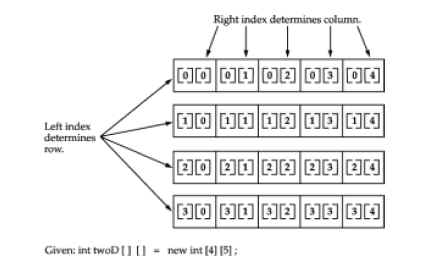 Right index determines column.
[0][0] [0][1] [0][2] [0][3] [0][4]
[1][0] [1][1] [1][2] [1][3] [1][4]
Left index
determines
row.
[2][0] [2][1] [2][2] [2][3] [2][4]
[3][0] [3][1] [3][2] [3][3] [3][4]
Given: int twoD [ ] [ ] = new int [4] [5] ;